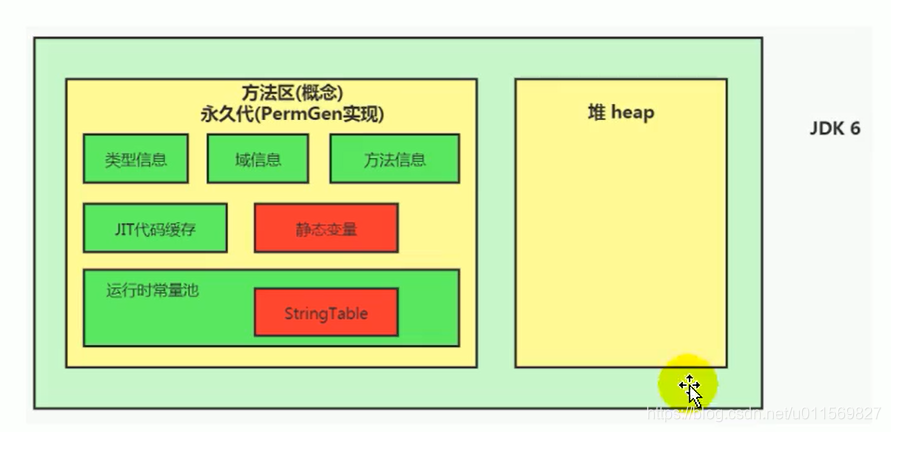 方法区(概念)
永久代(PermGen实现)
堆 heap
JDK 6
类型信息
域信息
方法信息
JIT代码缓存
静态变量
运行时常量池
StringTable
https://blog.csdn.net/u011569827